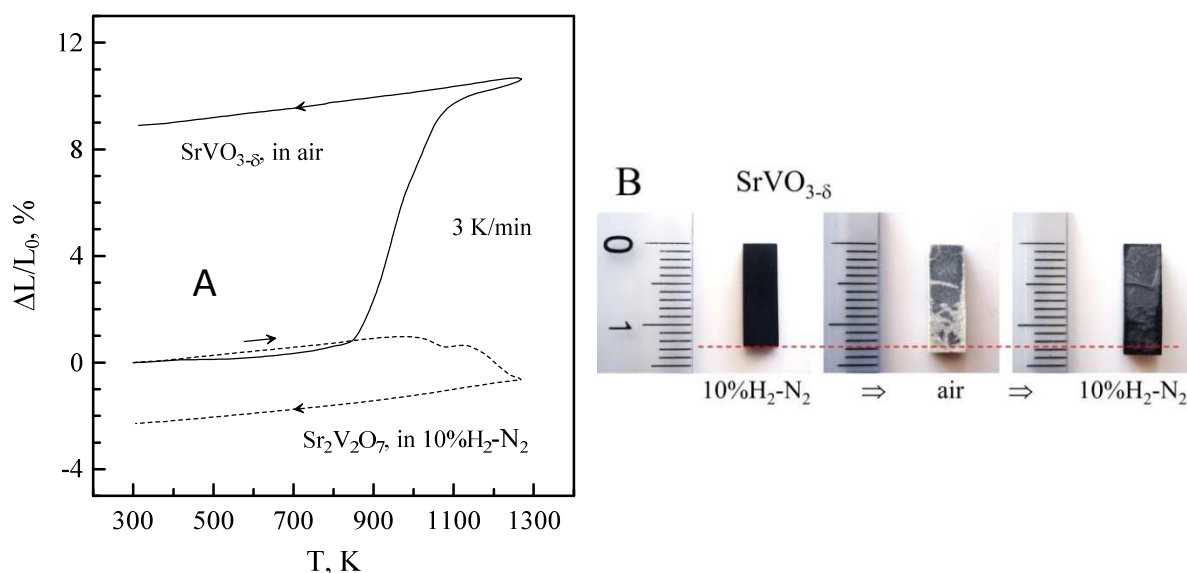 12
8
4
0
-4
ΔL/L₀, %
300 500 700 900 1100 1300
T, K
SrVO₃₋δ, in air
3 K/min
A
Sr₂V₂O₇, in 10%H₂-N₂
B SrVO₃₋δ
0
1
10%H₂-N₂ ⇒ air ⇒ 10%H₂-N₂